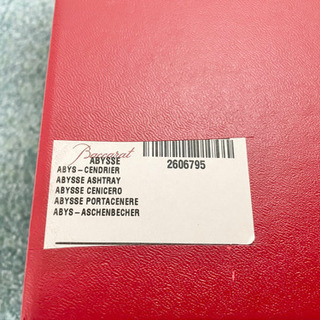 Baccarat
ABYSSE
2606795
ABYS-CENDRIER
ABYSSE ASHTRAY
ABYSSE CENICERO
ABYSSE PORTACENERE
ABYS-ASCHENBECHER